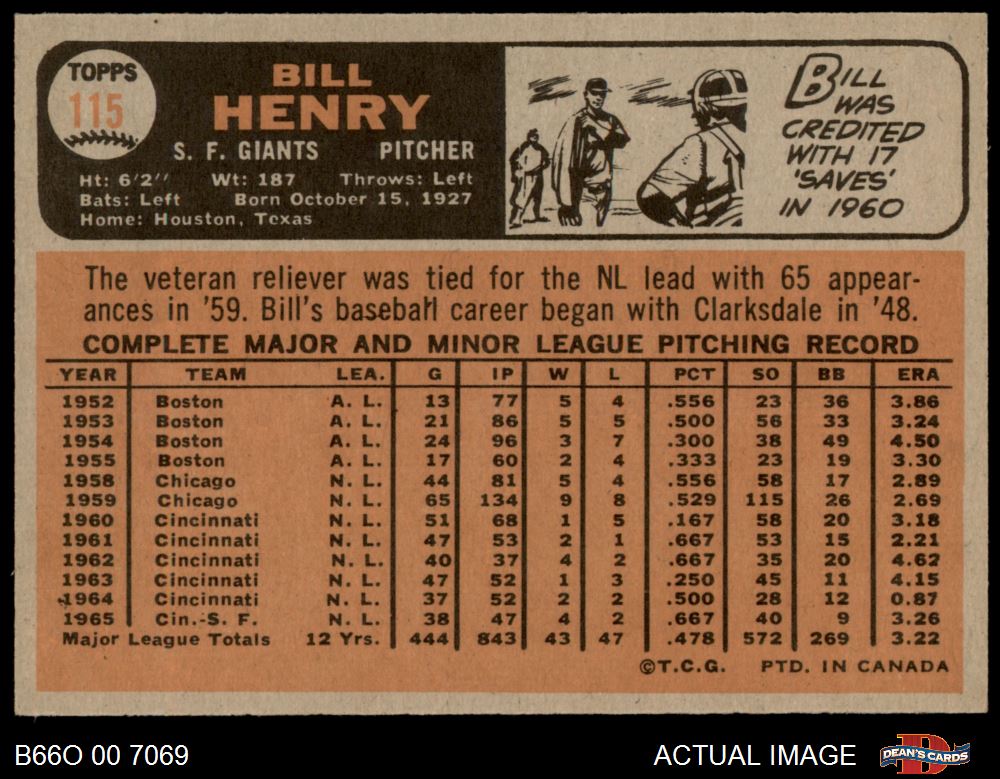 TOPPS
115
BILL
HENRY
S. F. GIANTS PITCHER
Ht: 6'2" Wt: 187 Throws: Left
Bats: Left Born October 15, 1927
Home: Houston, Texas
BILL
WAS
CREDITED
WITH 17
'SAVES'
IN 1960
The veteran reliever was tied for the NL lead with 65 appear-
ances in '59. Bill's baseball career began with Clarksdale in '48.
COMPLETE MAJOR AND MINOR LEAGUE PITCHING RECORD
YEAR TEAM LEA. G IP W L PCT SO BB ERA
1952 Boston A. L. 13 77 5 4 .556 23 36 3.86
1953 Boston A. L. 21 86 5 5 .500 56 33 3.24
1954 Boston A. L. 24 96 3 7 .300 38 49 4.50
1955 Boston A. L. 17 60 2 4 .333 23 19 3.30
1958 Chicago N. L. 44 81 5 4 .556 58 17 2.89
1959 Chicago N. L. 65 134 9 8 .529 115 26 2.69
1960 Cincinnati N. L. 51 68 1 5 .167 58 20 3.18
1961 Cincinnati N. L. 47 53 2 1 .667 53 15 2.21
1962 Cincinnati N. L. 40 37 4 2 .667 35 20 4.62
1963 Cincinnati N. L. 47 52 1 3 .250 45 11 4.15
1964 Cincinnati N. L. 37 52 2 2 .500 28 12 0.87
1965 Cin.-S. F. N. L. 38 47 4 2 .667 40 9 3.26
Major League Totals 12 Yrs. 444 843 43 47 .478 572 269 3.22
©T.C.G. PTD. IN CANADA
B66O 00 7069
ACTUAL IMAGE
DEAN'S CARDS